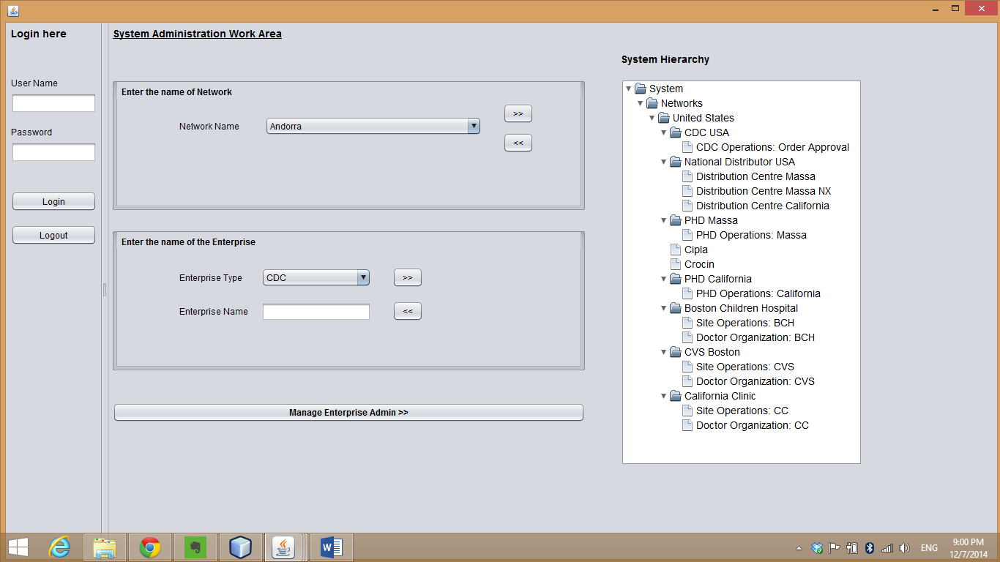 Login here
User Name
Password
Login
Logout
System Administration Work Area
Enter the name of Network
Network Name
Andorra
>>
<<
Enter the name of the Enterprise
Enterprise Type
CDC
>>
Enterprise Name
<<
Manage Enterprise Admin >>
System Hierarchy
System
Networks
United States
CDC USA
CDC Operations: Order Approval
National Distributor USA
Distribution Centre Massa
Distribution Centre Massa NX
Distribution Centre California
PHD Massa
PHD Operations: Massa
Cipla
Crocin
PHD California
PHD Operations: California
Boston Children Hospital
Site Operations: BCH
Doctor Organization: BCH
CVS Boston
Site Operations: CVS
Doctor Organization: CVS
California Clinic
Site Operations: CC
Doctor Organization: CC
ENG
9:00 PM
12/7/2014